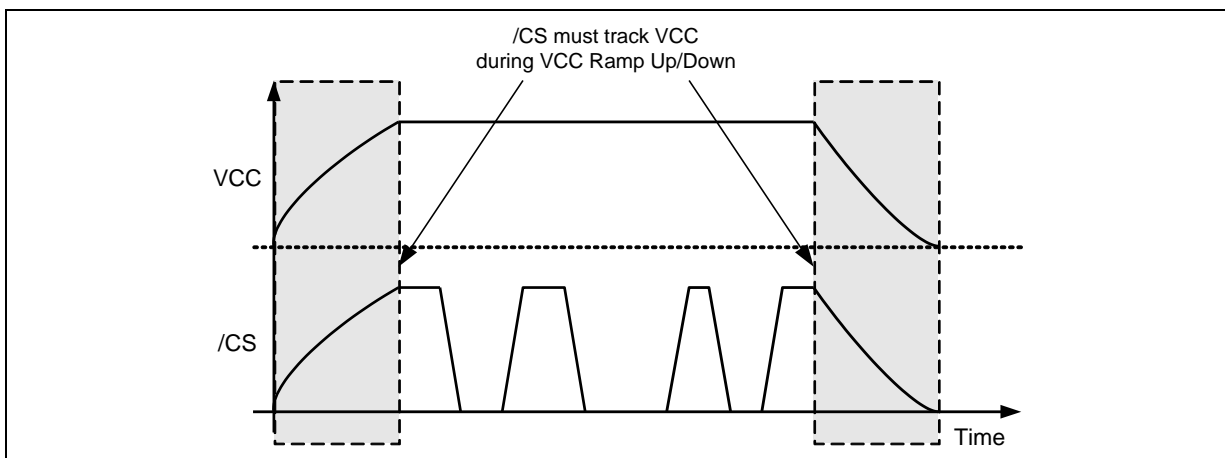 /CS must track VCC
during VCC Ramp Up/Down
VCC
/CS
Time